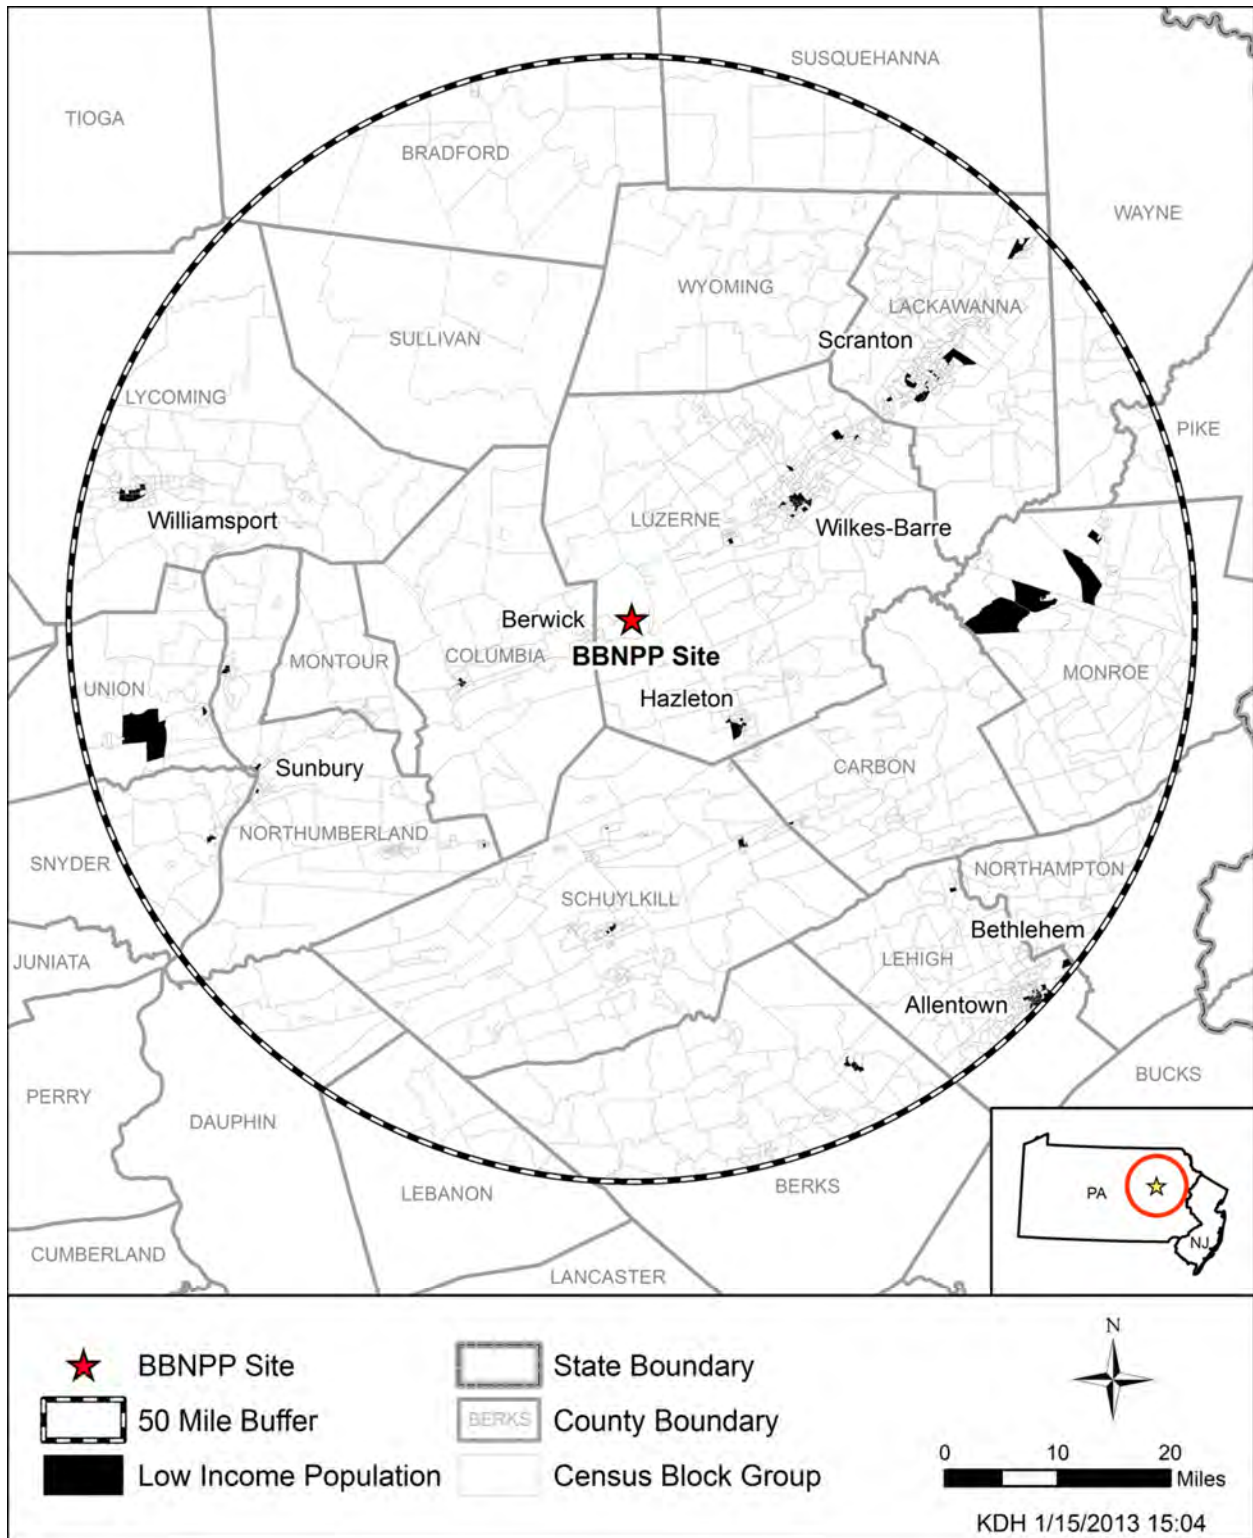 SUSQUEHANNA
TIOGA
BRADFORD
WAYNE
WYOMING
LACKAWANNA
SULLIVAN
Scranton
LYCOMING
PIKE
Williamsport
LUZERNE
Wilkes-Barre
Berwick
BBNPP Site
COLUMBIA
MONTOUR
UNION
MONROE
Hazleton
Sunbury
CARBON
NORTHUMBERLAND
SNYDER
NORTHAMPTON
SCHUYLKILL
Bethlehem
JUNIATA
LEHIGH
Allentown
BUCKS
PERRY
DAUPHIN
BERKS
LEBANON
PA
NJ
CUMBERLAND
LANCASTER
N
BBNPP Site
State Boundary
50 Mile Buffer
BERKS
County Boundary
Low Income Population
Census Block Group
0 10 20
Miles
KDH 1/15/2013 15:04